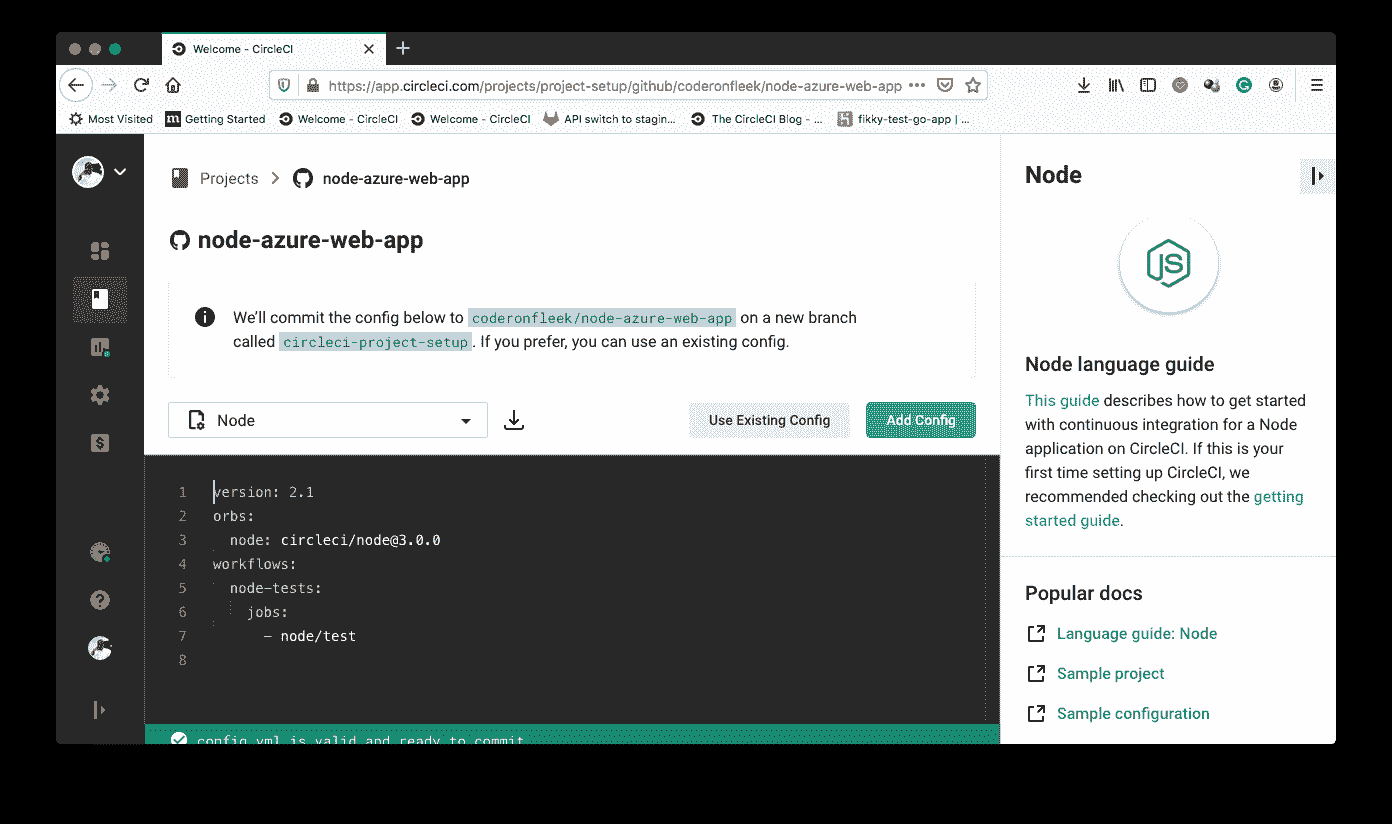 Welcome - CircleCI
https://app.circleci.com/projects/project-setup/github/coderonfleek/node-azure-web-app
Most Visited
Getting Started
Welcome - CircleCI
Welcome - CircleCI
API switch to stagin...
The CircleCI Blog - ...
fikky-test-go-app | ...
Projects
node-azure-web-app
node-azure-web-app
We'll commit the config below to coderonfleek/node-azure-web-app on a new branch
called circleci-project-setup. If you prefer, you can use an existing config.
Node
Use Existing Config
Add Config
1 version: 2.1
2 orbs:
3 node: circleci/node@3.0.0
4 workflows:
5 node-tests:
6 jobs:
7 - node/test
8
config.yml is valid and ready to commit
Node
JS
Node language guide
This guide describes how to get started
with continuous integration for a Node
application on CircleCI. If this is your
first time setting up CircleCI, we
recommended checking out the getting
started guide.
Popular docs
Language guide: Node
Sample project
Sample configuration